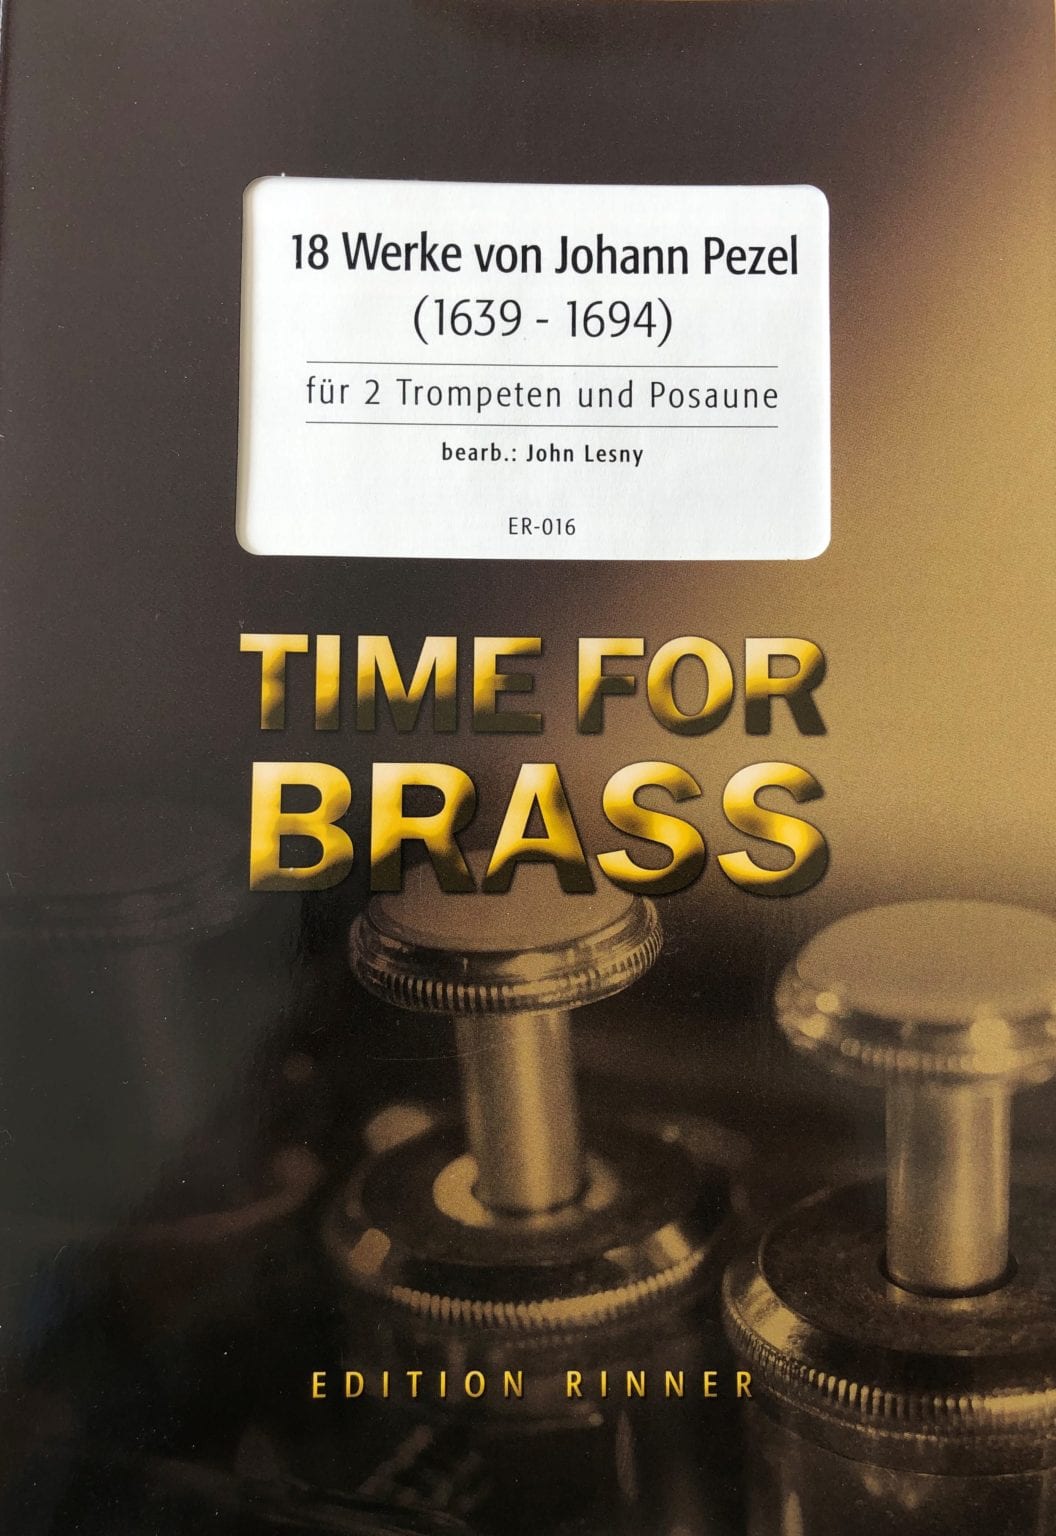 18 Werke von Johann Pezel
(1639 - 1694)
für 2 Trompeten und Posaune
bearb.: John Lesny
ER-016
TIME FOR
BRASS
EDITION RINNER